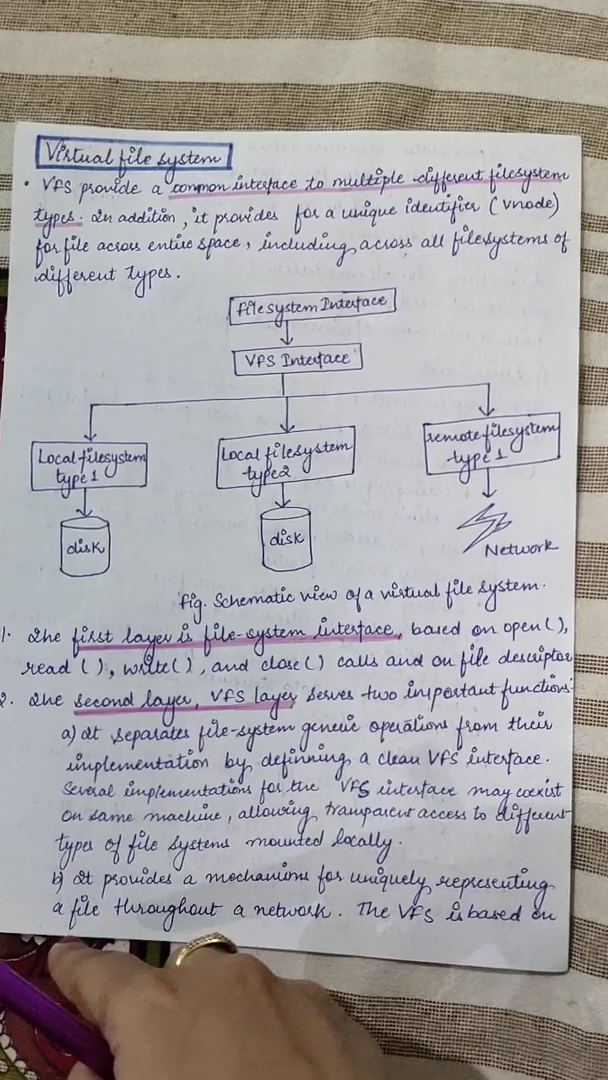 Virtual file system
• VFS provide a common interface to multiple different filesystem
types. In addition, it provides for a unique identifier (vnode)
for file across entire space, including across all filesystems of
different types.
Filesystem Interface
VFS Interface
Local filesystem
type 1
Local filesystem
type 2
remote filesystem
type 1
disk
disk
Network
Fig. Schematic view of a virtual file system.
1. The first layer is file-system interface, based on open(),
read(), write(), and close() calls and on file descriptor
2. The second layer, VFS layer serves two important functions:
a) It separates file-system generic operations from their
implementation by definning a clean VFS interface.
Several implementations for the VFS interface may coexist
on same machine, allowing transparent access to different
types of file systems mounted locally.
b) It provides a mechanism for uniquely representing
a file throughout a network. The VFS is based on